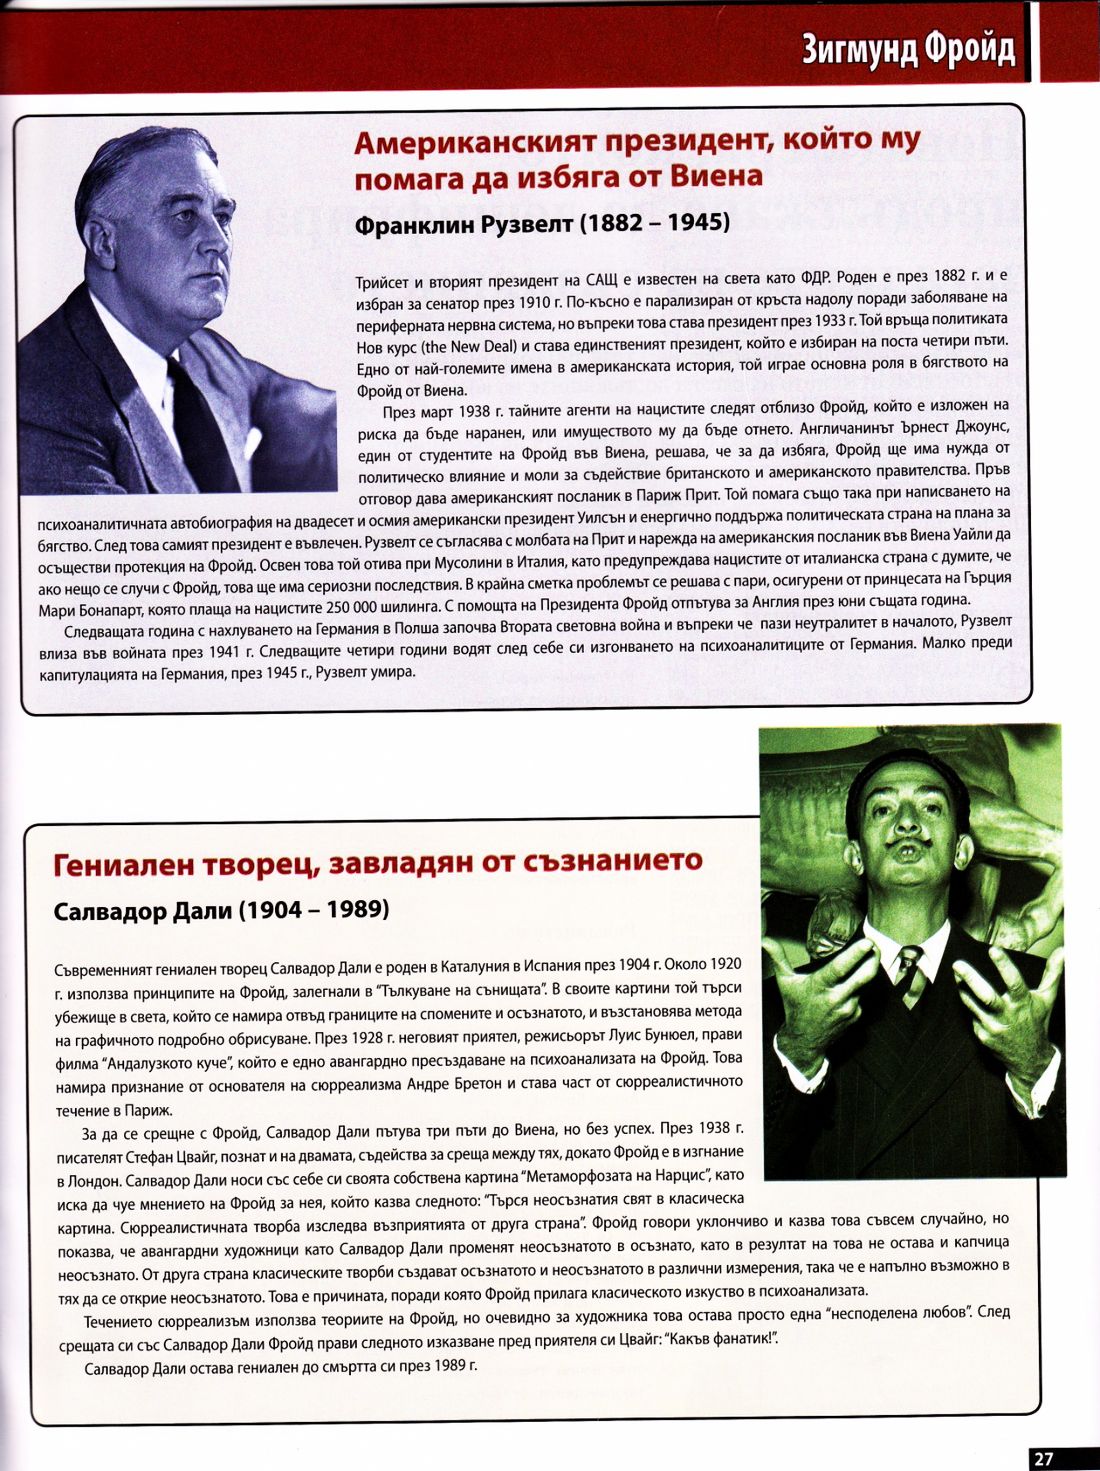 Зигмунд Фройд
Американският президент, който му
помага да избяга от Виена
Франклин Рузвелт (1882 – 1945)
Трийсет и вторият президент на САЩ е известен на света като ФДР. Роден е през 1882 г. и е
избран за сенатор през 1910 г. По-късно е парализиран от кръста надолу поради заболяване на
периферната нервна система, но въпреки това става президент през 1933 г. Той връща политиката
Нов курс (the New Deal) и става единственият президент, който е избиран на поста четири пъти.
Едно от най-големите имена в американската история, той играе основна роля в бягството на
Фройд от Виена.
През март 1938 г. тайните агенти на нацистите следят отблизо Фройд, който е изложен на
риска да бъде наранен, или имуществото му да бъде отнето. Англичанинът Ърнест Джоунс,
един от студентите на Фройд във Виена, решава, че за да избяга, Фройд ще има нужда от
политическо влияние и моли за съдействие британското и американското правителства. Пръв
отговор дава американският посланик в Париж Прит. Той помага също така при написването на
психоаналитичната автобиография на двадесет и осмия американски президент Уилсън и енергично поддържа политическата страна на плана за
бягство. След това самият президент е въвлечен. Рузвелт се съгласява с молбата на Прит и нарежда на американския посланик във Виена Уайли да
осъществи протекция на Фройд. Освен това той отива при Мусолини в Италия, като предупреждава нацистите от италианска страна с думите, че
ако нещо се случи с Фройд, това ще има сериозни последствия. В крайна сметка проблемът се решава с пари, осигурени от принцесата на Гърция
Мари Бонапарт, която плаща на нацистите 250 000 шилинга. С помощта на Президента Фройд отпътува за Англия през юни същата година.
Следващата година с нахлуването на Германия в Полша започва Втората световна война и въпреки че пази неутралитет в началото, Рузвелт
влиза във войната през 1941 г. Следващите четири години водят след себе си изгонването на психоаналитиците от Германия. Малко преди
капитулацията на Германия, през 1945 г., Рузвелт умира.
Гениален творец, завладян от съзнанието
Салвадор Дали (1904 – 1989)
Съвременният гениален творец Салвадор Дали е роден в Каталуния в Испания през 1904 г. Около 1920
г. използва принципите на Фройд, залегнали в "Тълкуване на сънищата". В своите картини той търси
убежище в света, който се намира отвъд границите на спомените и осъзнатото, и възстановява метода
на графичното подробно обрисуване. През 1928 г. неговият приятел, режисьорът Луис Бунюел, прави
филма "Андалузкото куче", който е едно авангардно пресъздаване на психоанализата на Фройд. Това
намира признание от основателя на сюрреализма Андре Бретон и става част от сюрреалистичното
течение в Париж.
За да се срещне с Фройд, Салвадор Дали пътува три пъти до Виена, но без успех. През 1938 г.
писателят Стефан Цвайг, познат и на двамата, съдейства за среща между тях, докато Фройд е в изгнание
в Лондон. Салвадор Дали носи със себе си своята собствена картина "Метаморфозата на Нарцис", като
иска да чуе мнението на Фройд за нея, който казва следното: "Търся неосъзнатия свят в класическа
картина. Сюрреалистичната творба изследва възприятията от друга страна". Фройд говори уклончиво и казва това съвсем случайно, но
показва, че авангардни художници като Салвадор Дали променят неосъзнатото в осъзнато, като в резултат на това не остава и капчица
неосъзнато. От друга страна класическите творби създават осъзнатото и неосъзнатото в различни измерения, така че е напълно възможно в
тях да се открие неосъзнатото. Това е причината, поради която Фройд прилага класическото изкуство в психоанализата.
Течението сюрреализъм използва теориите на Фройд, но очевидно за художника това остава просто една "несподелена любов". След
срещата си със Салвадор Дали Фройд прави следното изказване пред приятеля си Цвайг: "Какъв фанатик!".
Салвадор Дали остава гениален до смъртта си през 1989 г.
27